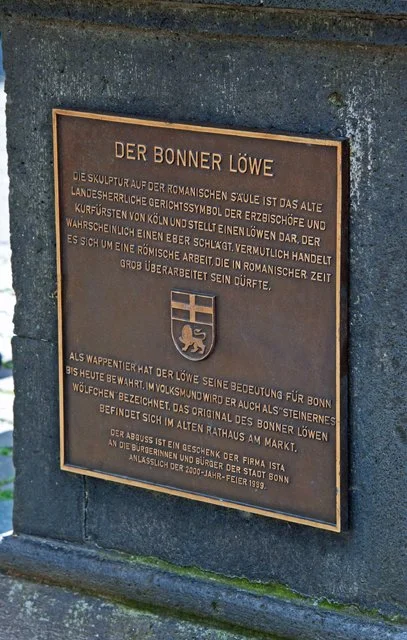 DER BONNER LÖWE
DIE SKULPTUR AUF DER ROMANISCHEN SÄULE IST DAS ALTE
LANDESHERRLICHE GERICHTSSYMBOL DER ERZBISCHÖFE UND
KURFÜRSTEN VON KÖLN UND STELLT EINEN LÖWEN DAR, DER
WAHRSCHEINLICH EINEN EBER SCHLÄGT. VERMUTLICH HANDELT
ES SICH UM EINE RÖMISCHE ARBEIT, DIE IN ROMANISCHER ZEIT
GROB ÜBERARBEITET SEIN DÜRFTE.
ALS WAPPENTIER HAT DER LÖWE SEINE BEDEUTUNG FÜR BONN
BIS HEUTE BEWAHRT. IM VOLKSMUND WIRD ER AUCH ALS "STEINERNES
WÖLFCHEN" BEZEICHNET. DAS ORIGINAL DES BONNER LÖWEN
BEFINDET SICH IM ALTEN RATHAUS AM MARKT.
DER ABGUSS IST EIN GESCHENK DER FIRMA ISTA
AN DIE BÜRGERINNEN UND BÜRGER DER STADT BONN
ANLÄSSLICH DER 2000-JAHR-FEIER 1989.